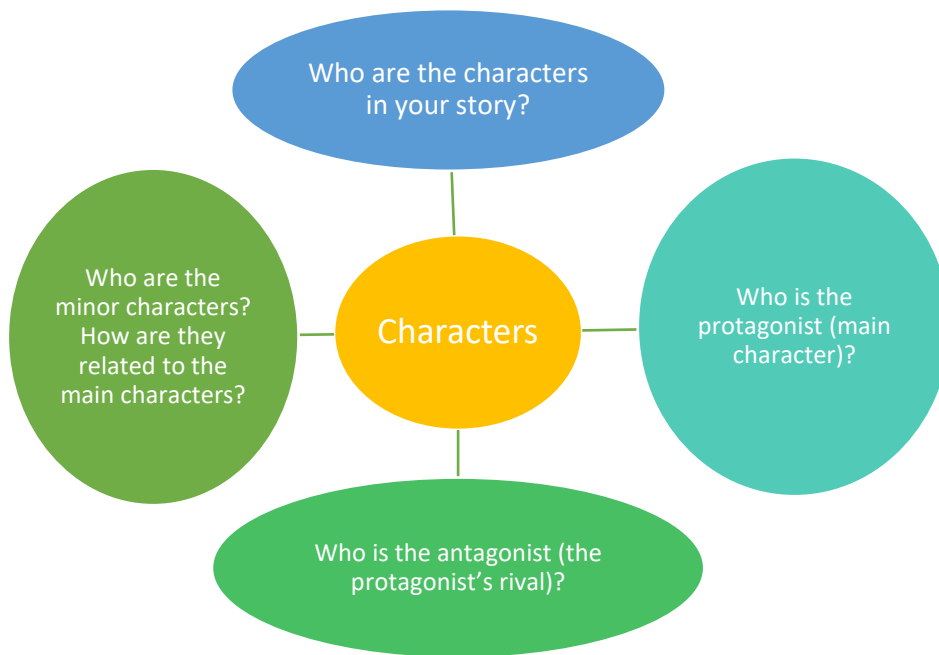 Who are the characters
in your story?
Who are the
minor characters?
How are they
related to the
main characters?
Characters
Who is the
protagonist (main
character)?
Who is the antagonist (the
protagonist’s rival)?